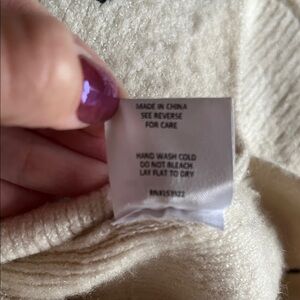 MADE IN CHINA
SEE REVERSE
FOR CARE
HAND WASH COLD
DO NOT BLEACH
LAY FLAT TO DRY